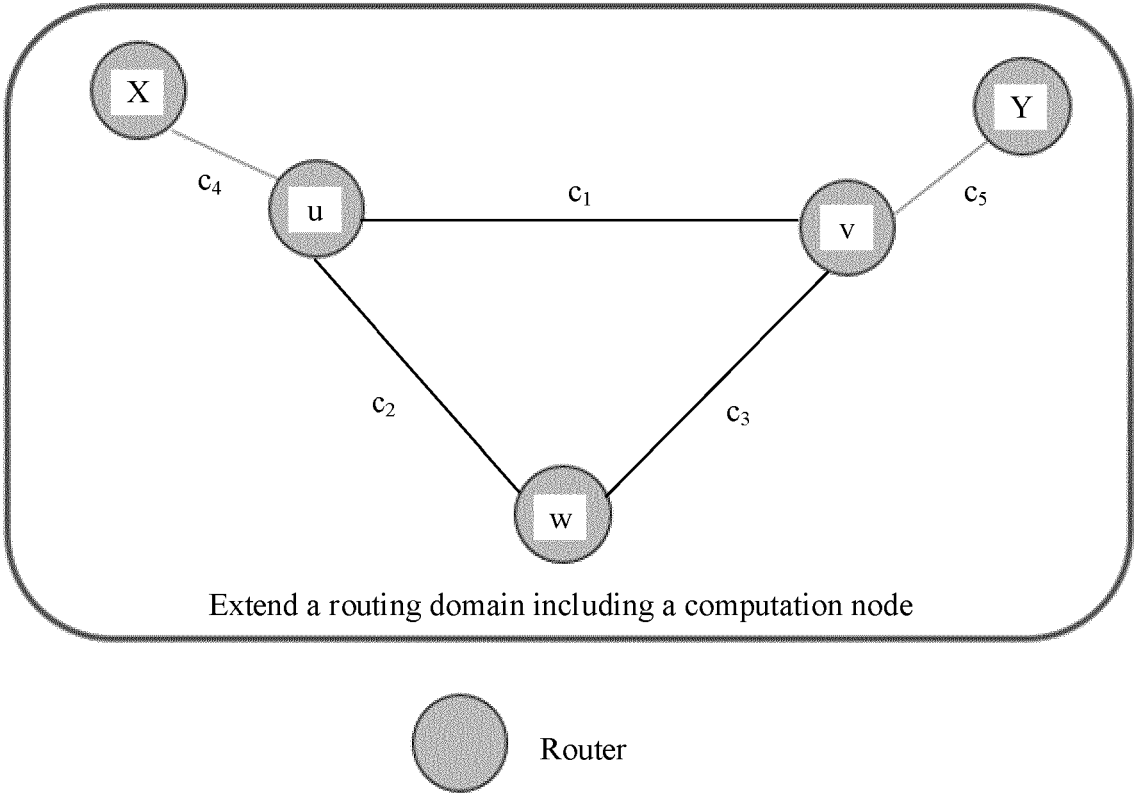 X
Y
c4
c1
c5
u
v
c2
c3
w
Extend a routing domain including a computation node
Router